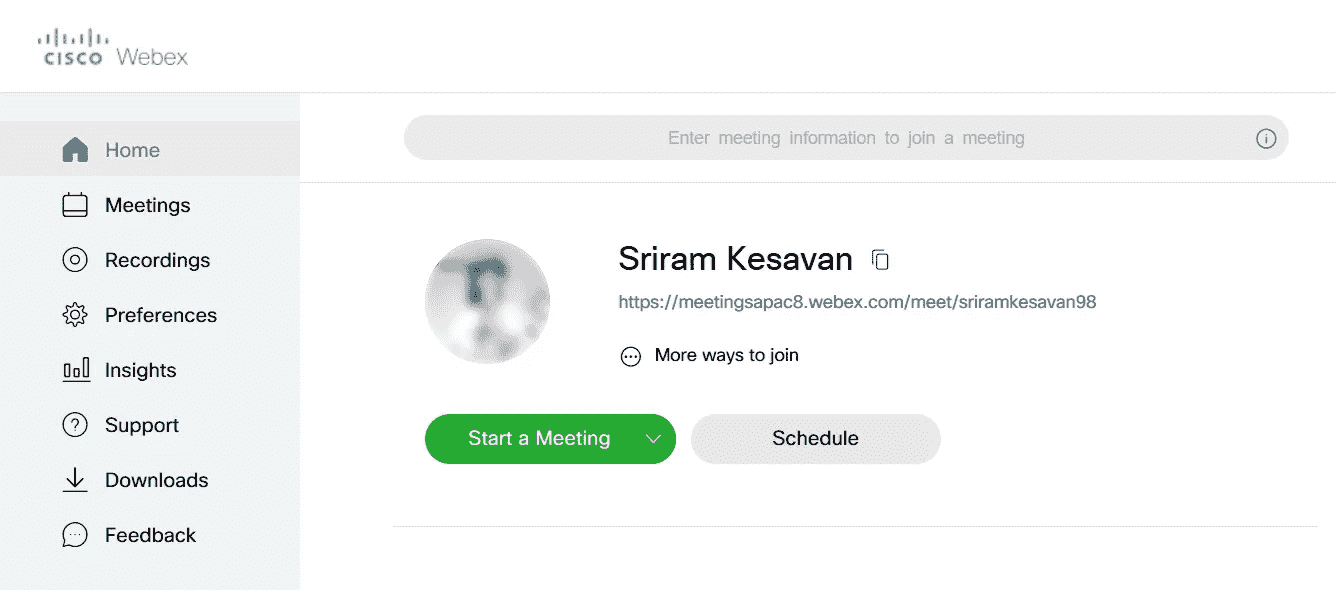 CISCO Webex
Home
Meetings
Recordings
Preferences
Insights
Support
Downloads
Feedback
Enter meeting information to join a meeting
Sriram Kesavan
https://meetingsapac8.webex.com/meet/sriramkesavan98
More ways to join
Start a Meeting
Schedule